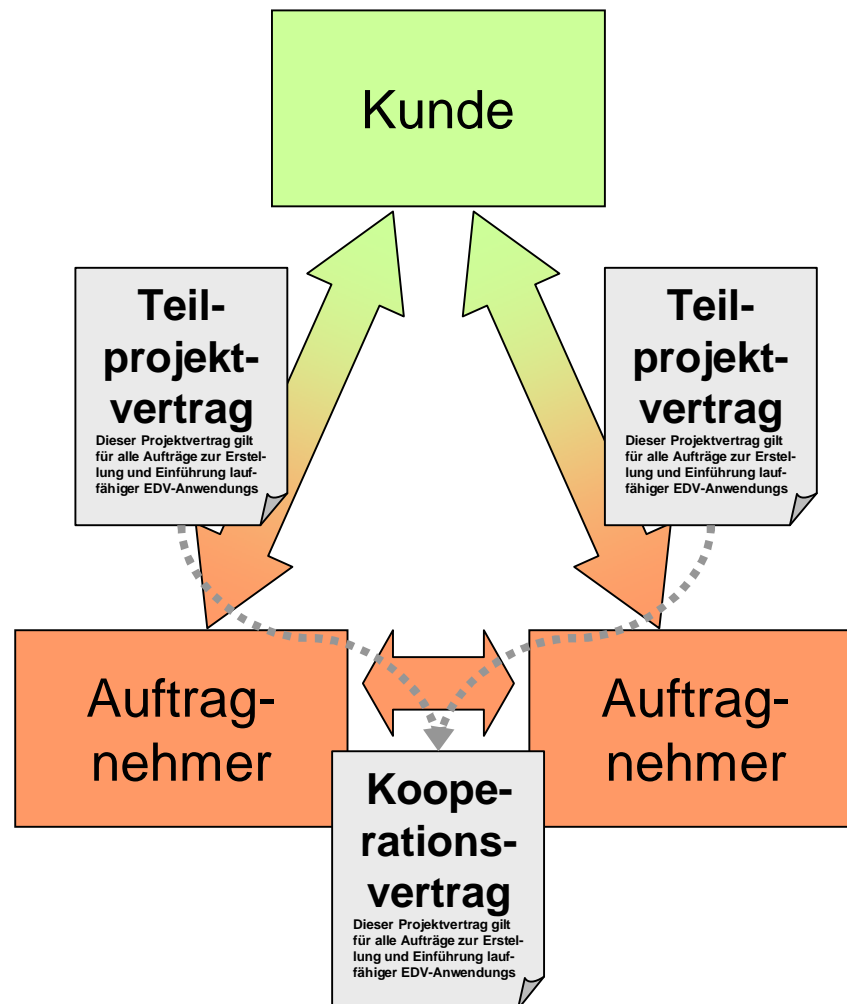 Kunde
Teil-
projekt-
vertrag
Dieser Projektvertrag gilt
für alle Aufträge zur Erstel-
lung und Einführung lauf-
fähiger EDV-Anwendungs
Teil-
projekt-
vertrag
Dieser Projektvertrag gilt
für alle Aufträge zur Erstel-
lung und Einführung lauf-
fähiger EDV-Anwendungs
Auftrag-
nehmer
Auftrag-
nehmer
Koope-
rations-
vertrag
Dieser Projektvertrag gilt
für alle Aufträge zur Erstel-
lung und Einführung lauf-
fähiger EDV-Anwendungs